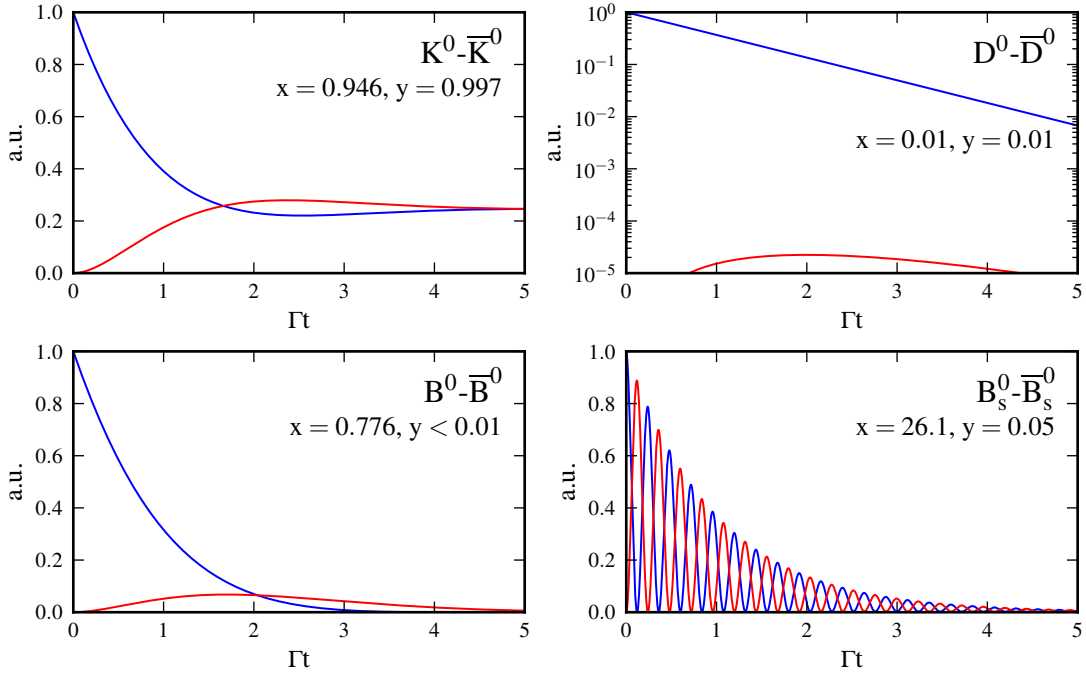 1.0
0.8
0.6
0.4
0.2
0.0
a.u.
K⁰-K̅⁰
x = 0.946, y = 0.997
0 1 2 3 4 5
Γt
10⁰
10⁻¹
10⁻²
10⁻³
10⁻⁴
10⁻⁵
a.u.
D⁰-D̅⁰
x = 0.01, y = 0.01
0 1 2 3 4 5
Γt
1.0
0.8
0.6
0.4
0.2
0.0
a.u.
B⁰-B̅⁰
x = 0.776, y < 0.01
0 1 2 3 4 5
Γt
1.0
0.8
0.6
0.4
0.2
0.0
a.u.
Bₛ⁰-B̅ₛ⁰
x = 26.1, y = 0.05
0 1 2 3 4 5
Γt